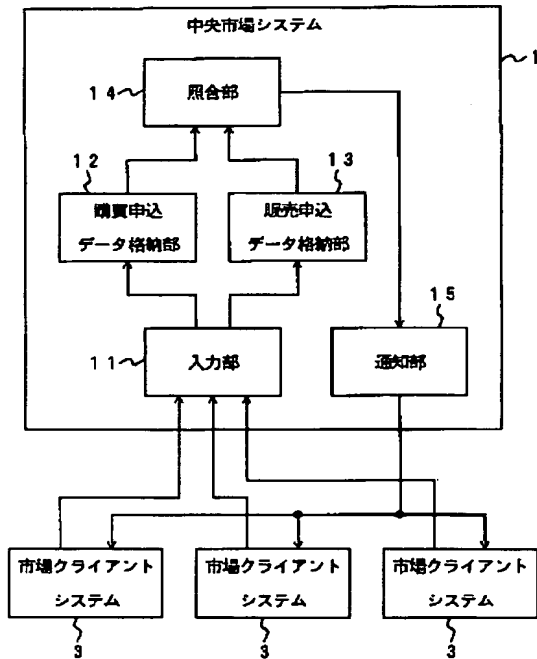 中央市場システム
1
14
照合部
12
13
購買申込
データ格納部
販売申込
データ格納部
15
11
入力部
通知部
市場クライアント
システム
市場クライアント
システム
市場クライアント
システム
3
3
3